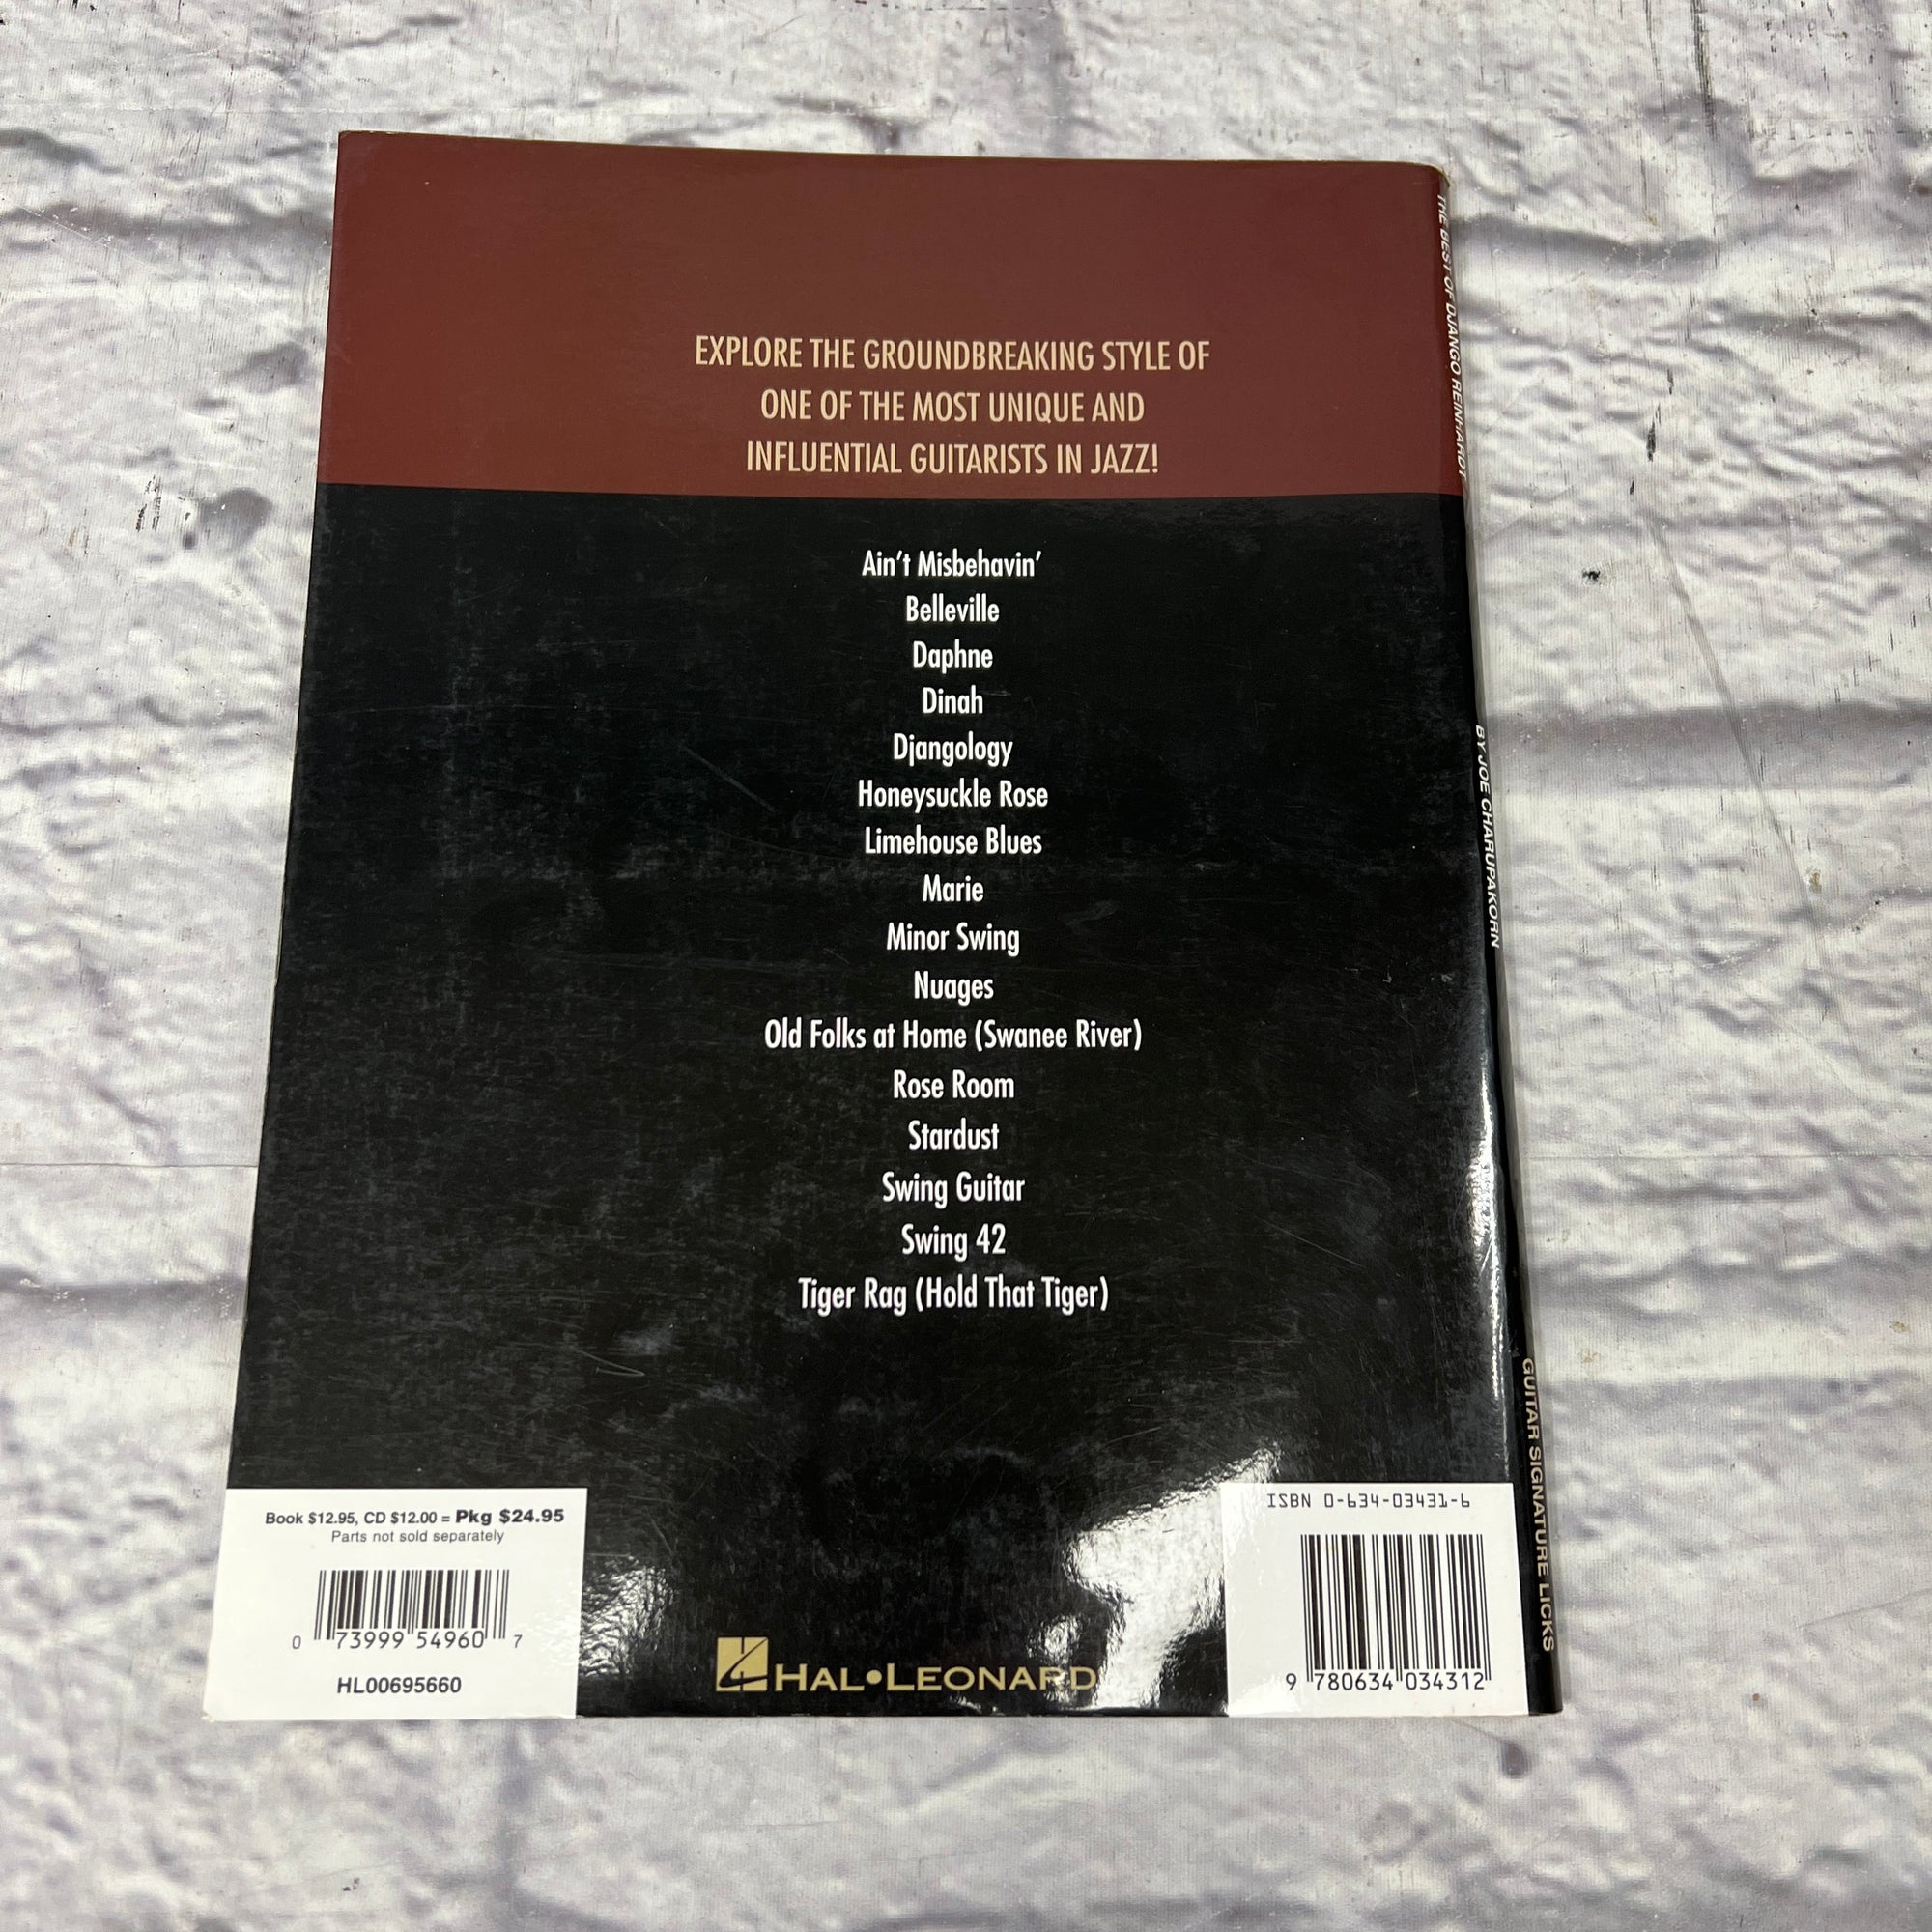 EXPLORE THE GROUNDBREAKING STYLE OF
ONE OF THE MOST UNIQUE AND
INFLUENTIAL GUITARISTS IN JAZZ!
Ain't Misbehavin'
Belleville
Daphne
Dinah
Djangology
Honeysuckle Rose
Limehouse Blues
Marie
Minor Swing
Nuages
Old Folks at Home (Swanee River)
Rose Room
Stardust
Swing Guitar
Swing 42
Tiger Rag (Hold That Tiger)
Book $12.95, CD $12.00 = Pkg $24.95
Parts not sold separately
0 73999 54960 7
HL00695660
HAL•LEONARD
ISBN 0-634-03431-6
9 780634 034312
THE BEST OF DJANGO REINHARDT
BY JOE CHARUPAKORN
GUITAR SIGNATURE LICKS